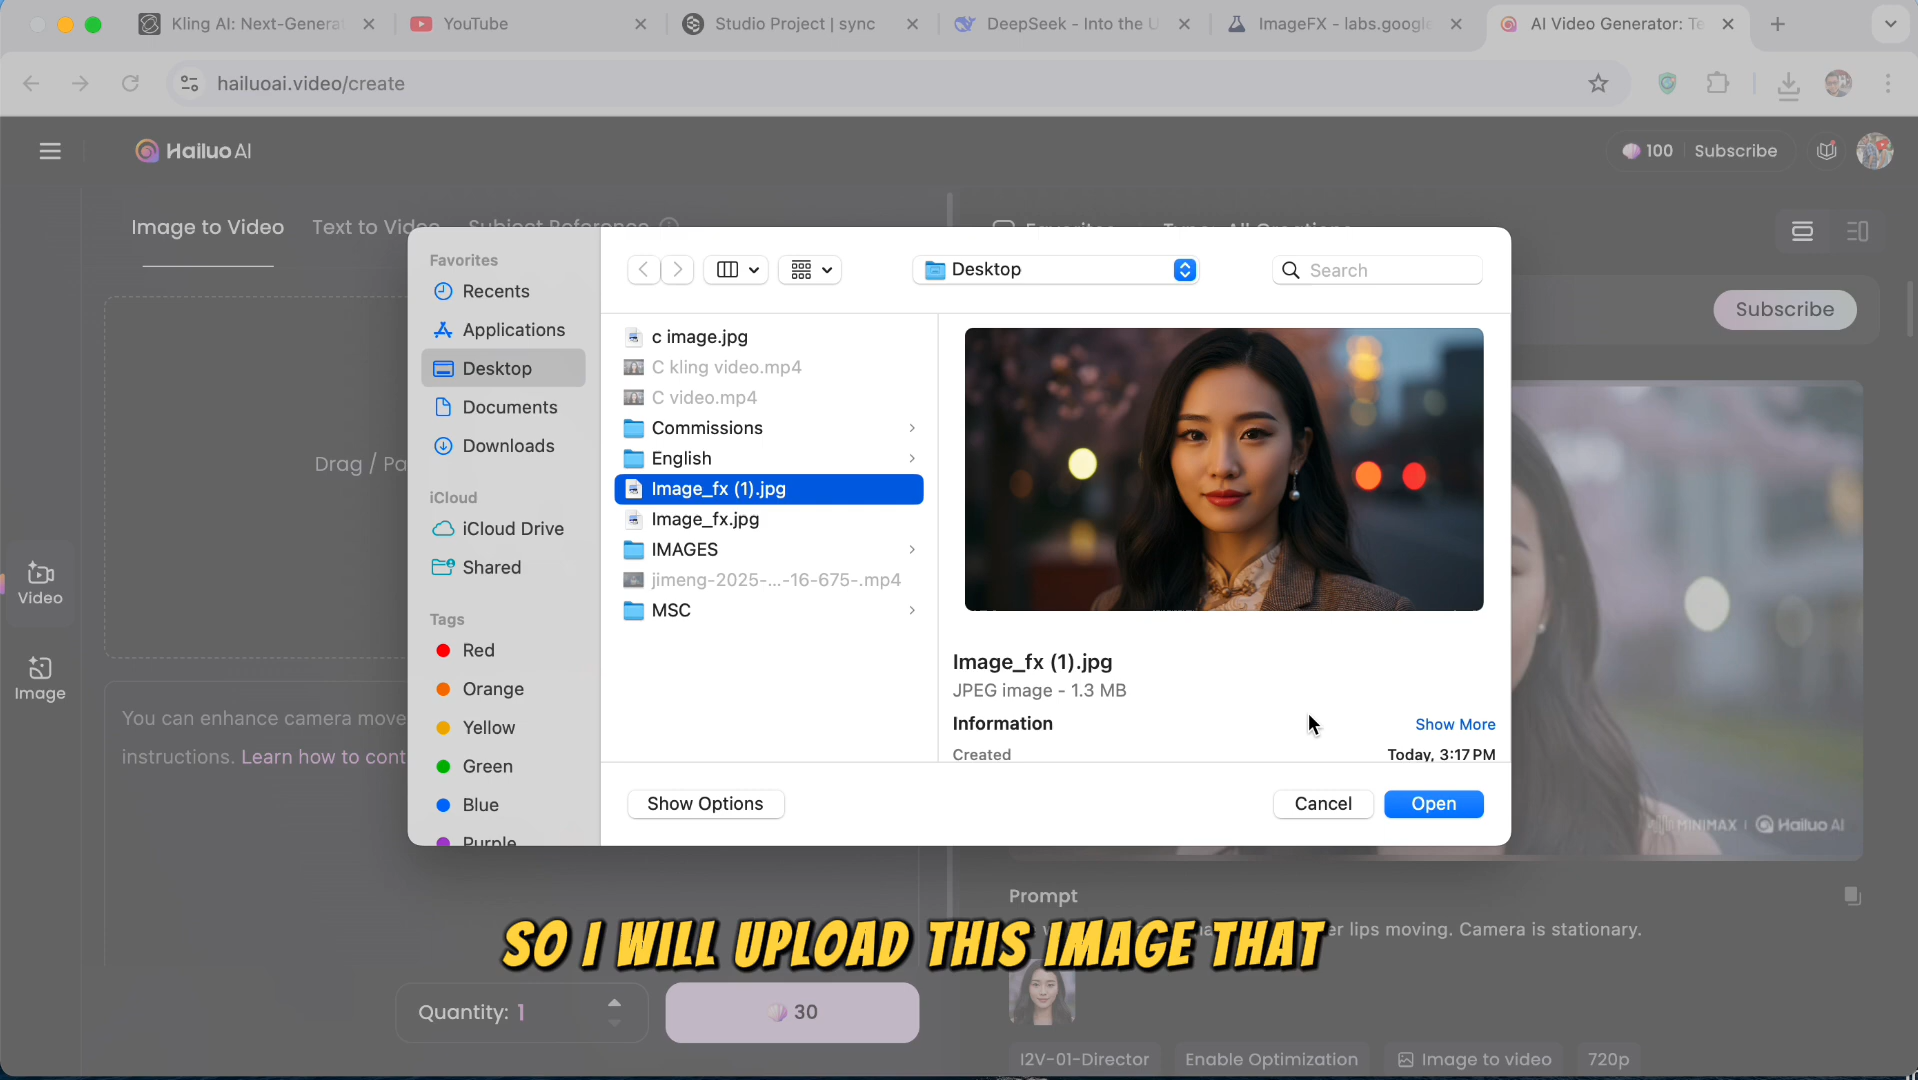 Kling AI: Next-Generat
YouTube
Studio Project | sync
DeepSeek - Into the U
ImageFX - labs.google
AI Video Generator: Te
hailuoai.video/create
Hailuo AI
100
Subscribe
Image to Video
Text to Video
Subject Reference
Subscribe
Drag / Pa
Video
Image
You can enhance camera move
instructions. Learn how to cont
Favorites
Recents
Applications
Desktop
Documents
Downloads
iCloud
iCloud Drive
Shared
Tags
Red
Orange
Yellow
Green
Blue
Purple
Desktop
Search
c image.jpg
C kling video.mp4
C video.mp4
Commissions
English
Image_fx (1).jpg
Image_fx.jpg
IMAGES
jimeng-2025-...-16-675-.mp4
MSC
Image_fx (1).jpg
JPEG image - 1.3 MB
Information
Show More
Created
Today, 3:17 PM
Show Options
Cancel
Open
MINIMAX | Hailuo AI
Prompt
er lips moving. Camera is stationary.
SO I WILL UPLOAD THIS IMAGE THAT
Quantity: 1
30
I2V-01-Director
Enable Optimization
Image to video
720p